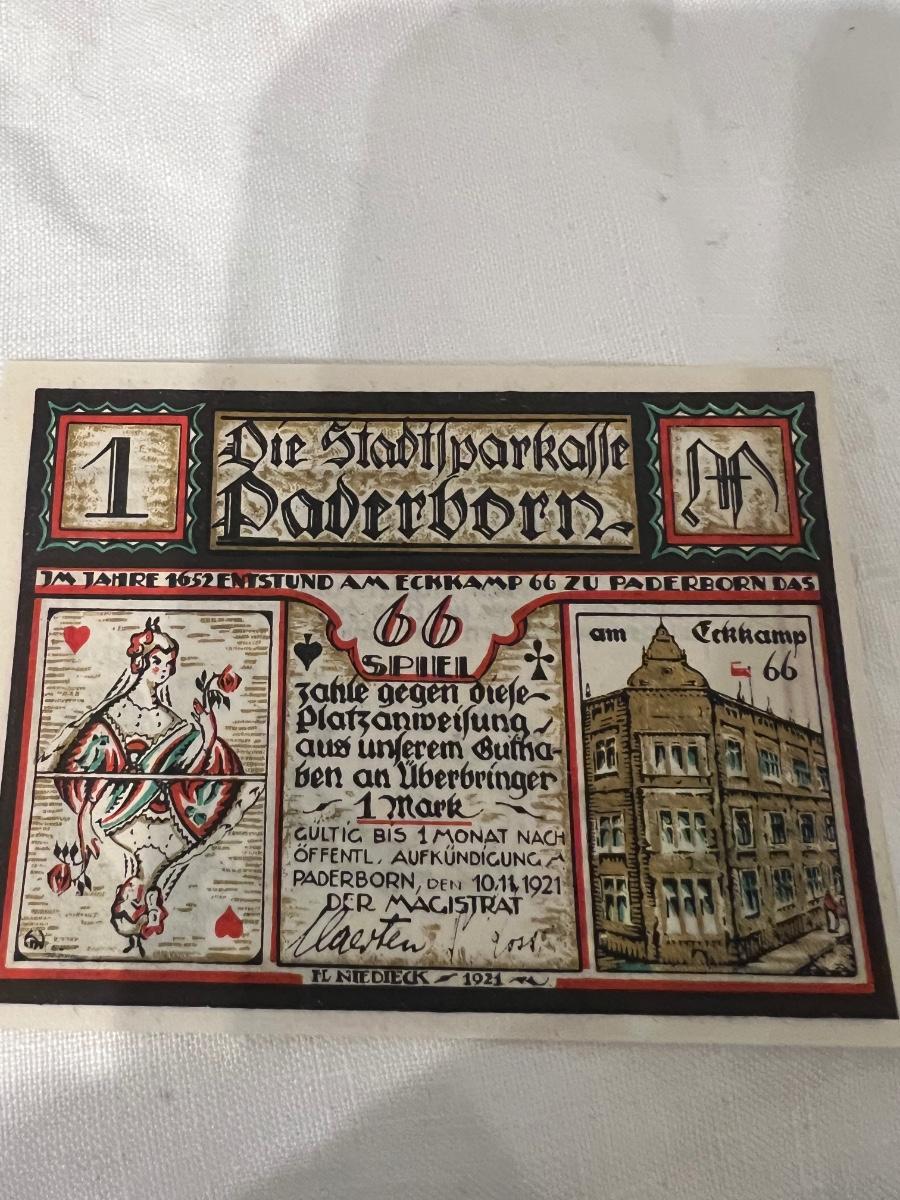 1
Die Stadtsparkasse
Paderborn
M
IM JAHRE 1652 ENTSTUND AM ECKKAMP 66 ZU PADERBORN DAS
66
SPIEL
zahle gegen diese
Platzanweisung
aus unserem Gutha-
ben an Überbringer
1 Mark
GÜLTIG BIS 1 MONAT NACH
ÖFFENTL. AUFKÜNDIGUNG
PADERBORN, DEN 10.11.1921
DER MAGISTRAT
am Eckkamp
66
H. NIEDIECK - 1921